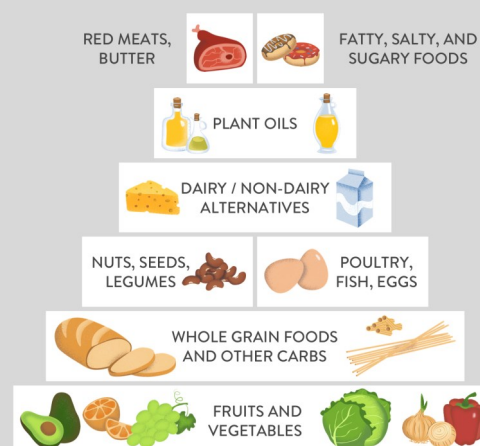 RED MEATS,
BUTTER
FATTY, SALTY, AND
SUGARY FOODS
PLANT OILS
DAIRY / NON-DAIRY
ALTERNATIVES
NUTS, SEEDS,
LEGUMES
POULTRY,
FISH, EGGS
WHOLE GRAIN FOODS
AND OTHER CARBS
FRUITS AND
VEGETABLES